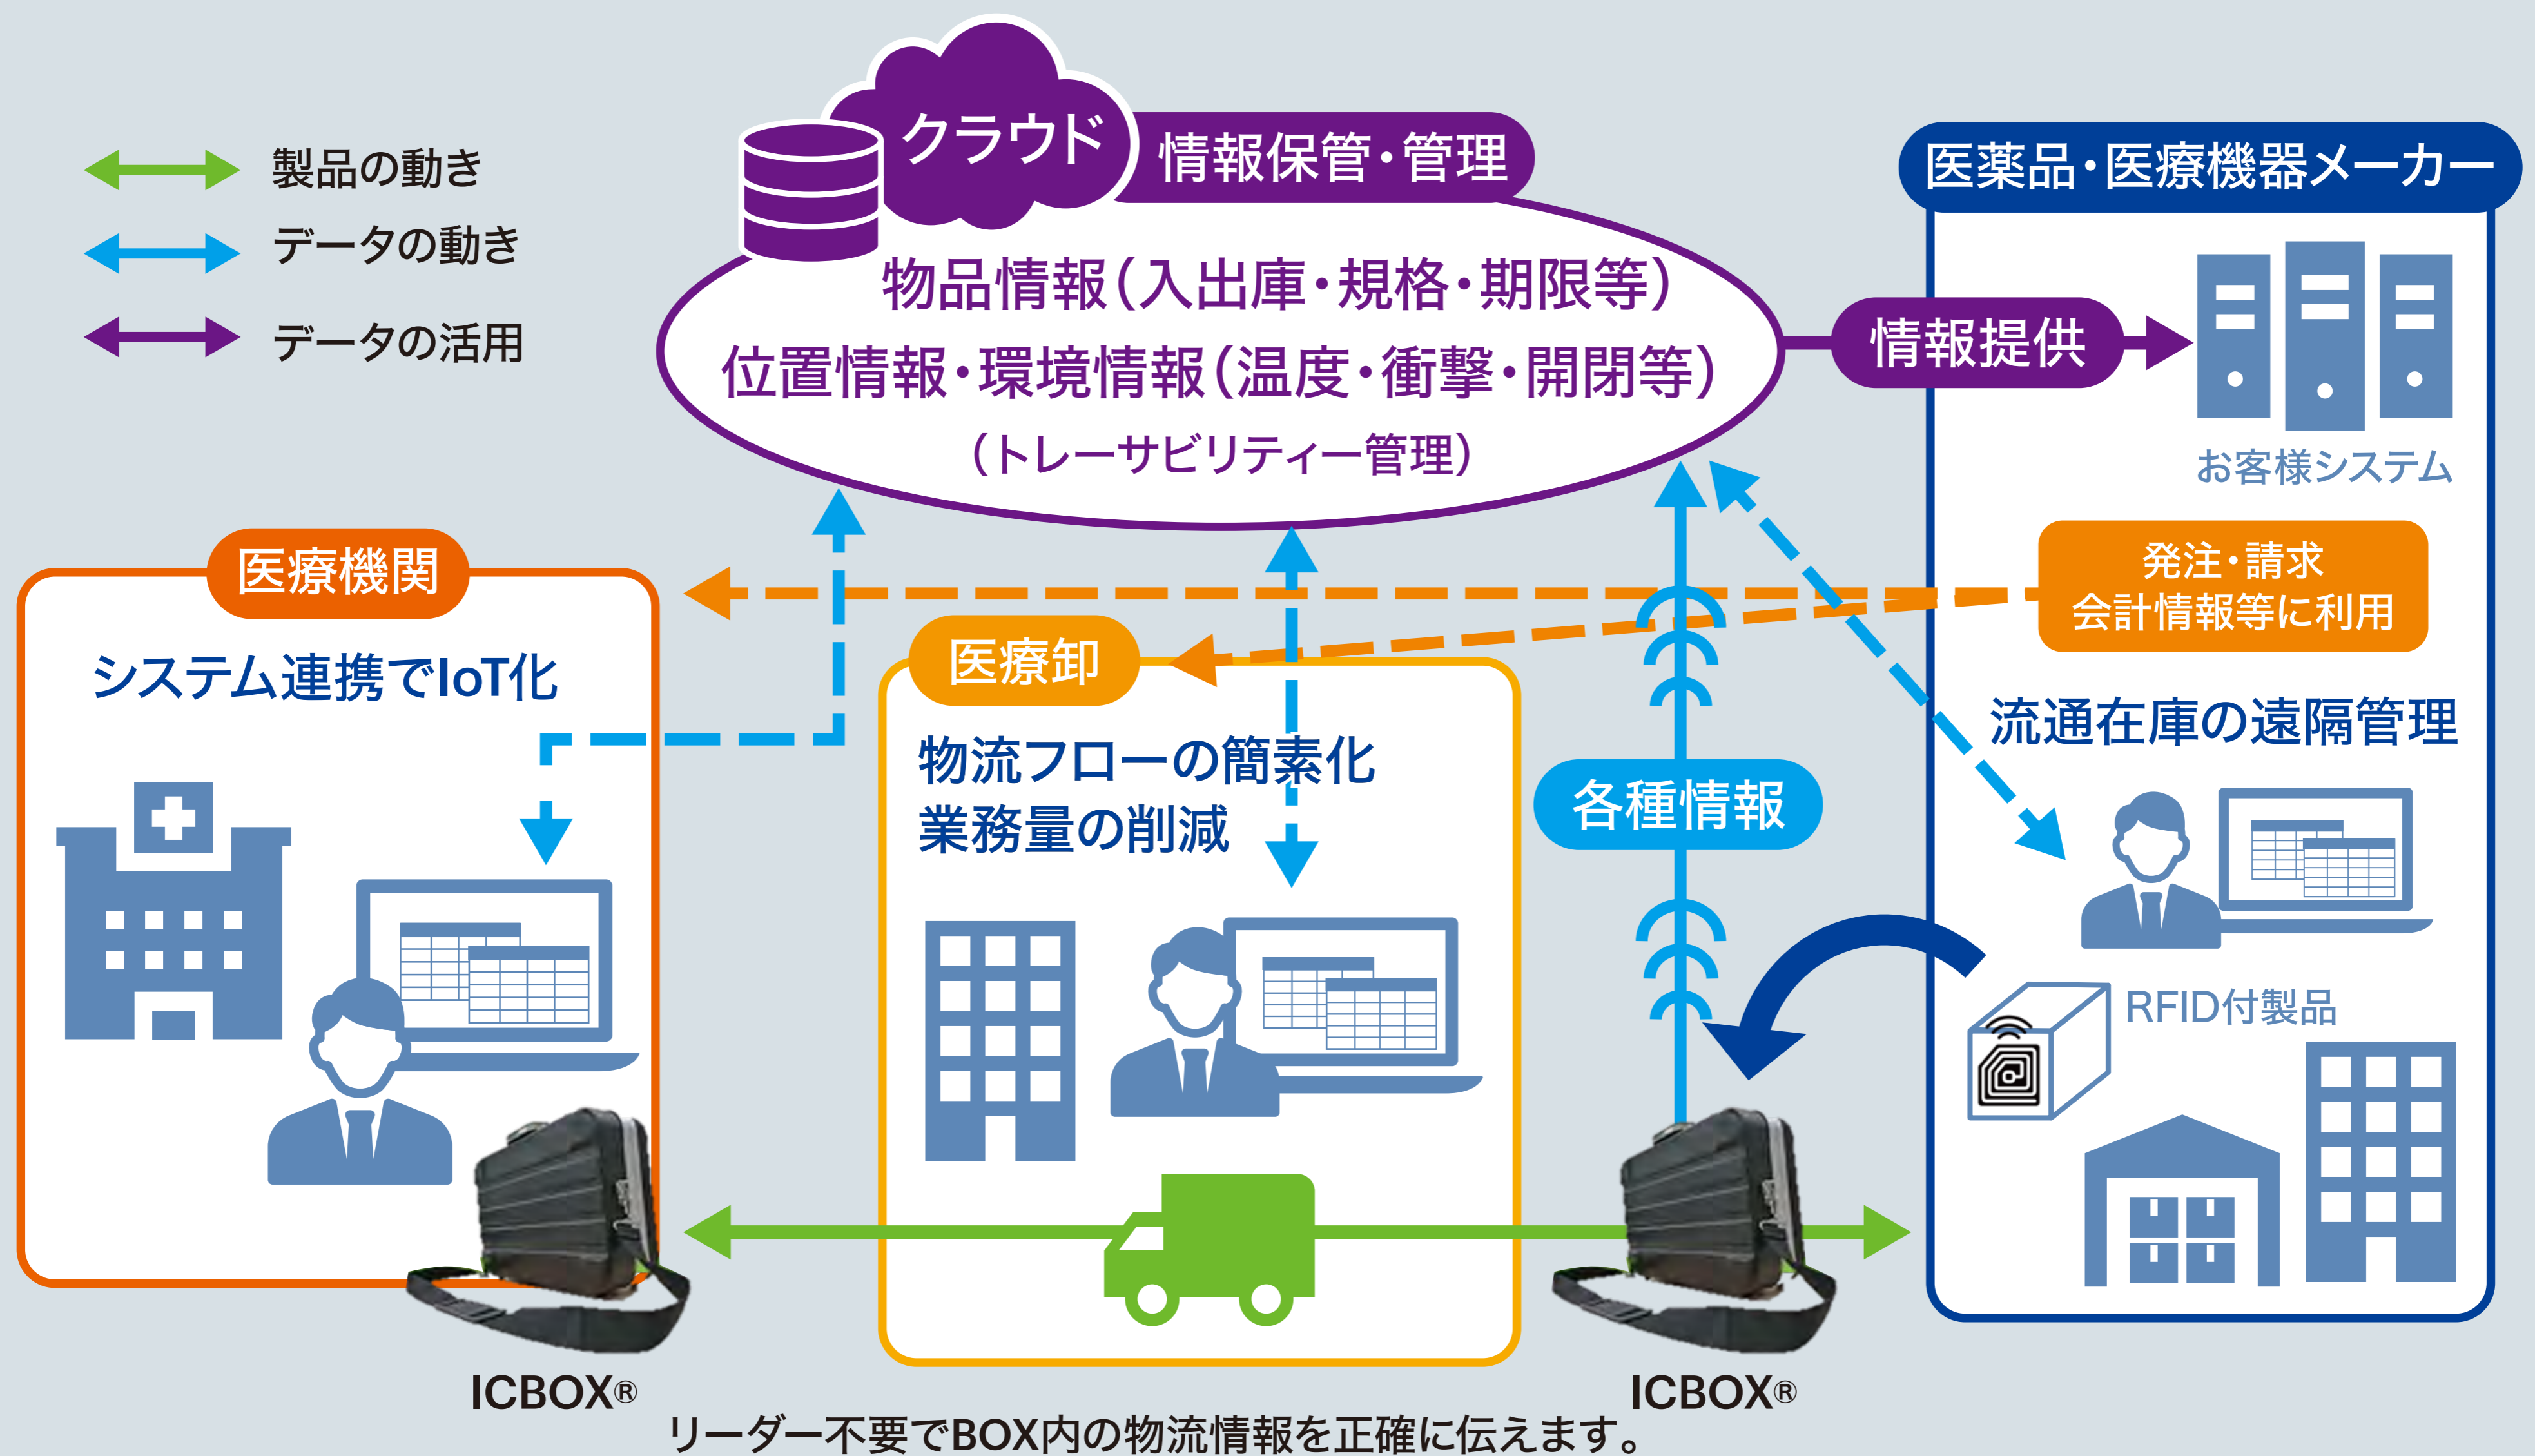 製品の動き
データの動き
データの活用
クラウド
情報保管・管理
物品情報(入出庫・規格・期限等)
位置情報・環境情報(温度・衝撃・開閉等)
(トレーサビリティー管理)
情報提供
医薬品・医療機器メーカー
お客様システム
発注・請求
会計情報等に利用
流通在庫の遠隔管理
RFID付製品
医療機関
システム連携でIoT化
医療卸
物流フローの簡素化
業務量の削減
各種情報
ICBOX®
ICBOX®
リーダー不要でBOX内の物流情報を正確に伝えます。